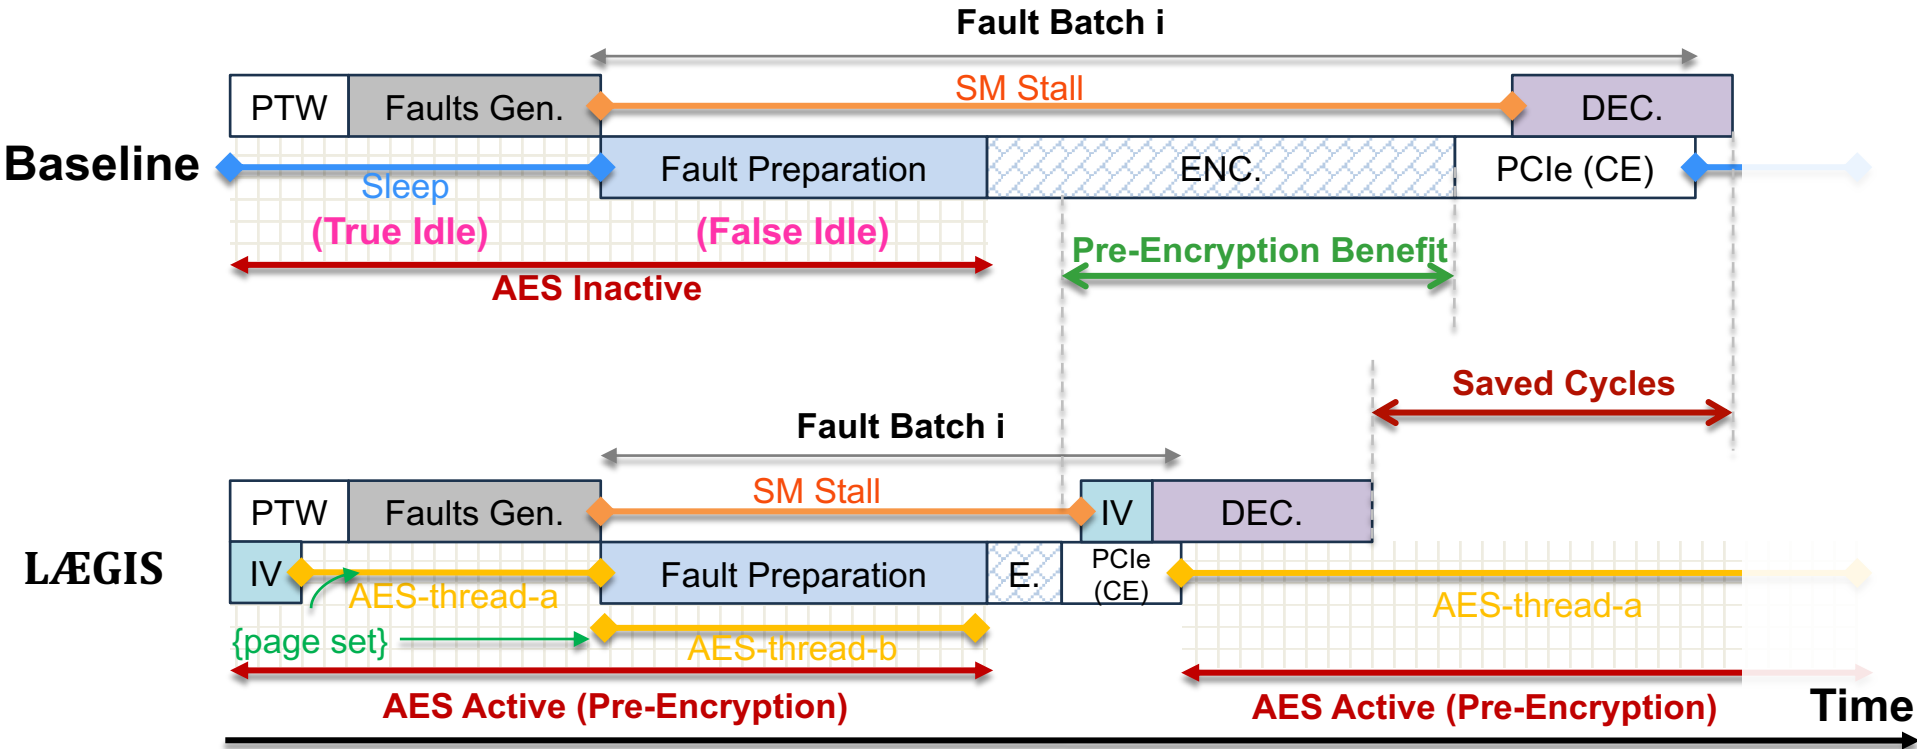 Fault Batch i
PTW
Faults Gen.
SM Stall
DEC.
Baseline
Sleep
Fault Preparation
ENC.
PCIe (CE)
(True Idle)
(False Idle)
Pre-Encryption Benefit
AES Inactive
Saved Cycles
Fault Batch i
PTW
Faults Gen.
SM Stall
IV
DEC.
LÆGIS
IV
AES-thread-a
Fault Preparation
E.
PCIe
(CE)
AES-thread-a
{page set}
AES-thread-b
AES Active (Pre-Encryption)
AES Active (Pre-Encryption)
Time